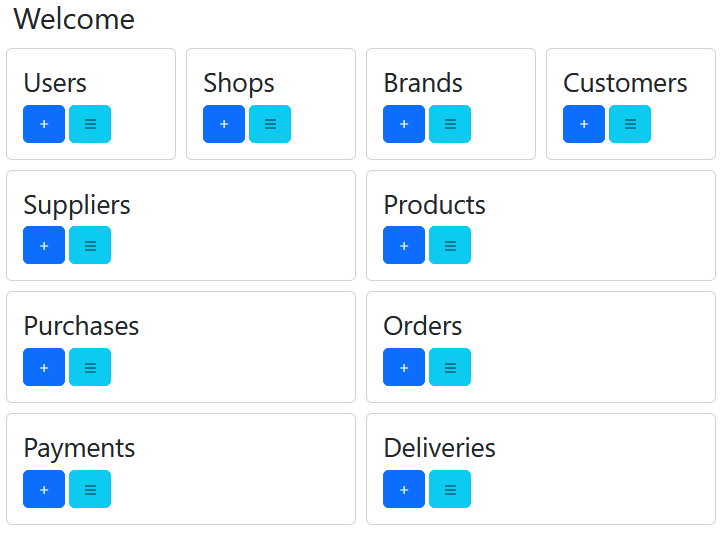 Welcome
Users Shops Brands Customers
+ ≡ + ≡ + ≡ + ≡
Suppliers Products
+ ≡ + ≡
Purchases Orders
+ ≡ + ≡
Payments Deliveries
+ ≡ + ≡